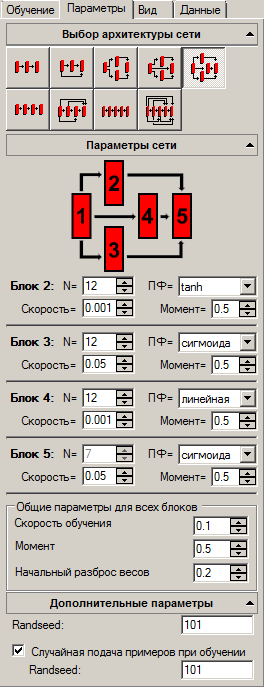 Обучение Параметры Вид Данные
Выбор архитектуры сети
Параметры сети
2
1 4 5
3
Блок 2: N= 12 ПФ= tanh
Скорость= 0.001 Момент= 0.5
Блок 3: N= 12 ПФ= сигмоида
Скорость= 0.05 Момент= 0.5
Блок 4: N= 12 ПФ= линейная
Скорость= 0.001 Момент= 0.5
Блок 5: N= 7 ПФ= сигмоида
Скорость= 0.05 Момент= 0.5
Общие параметры для всех блоков
Скорость обучения 0.1
Момент 0.5
Начальный разброс весов 0.2
Дополнительные параметры
Randseed: 101
Случайная подача примеров при обучении
Randseed: 101